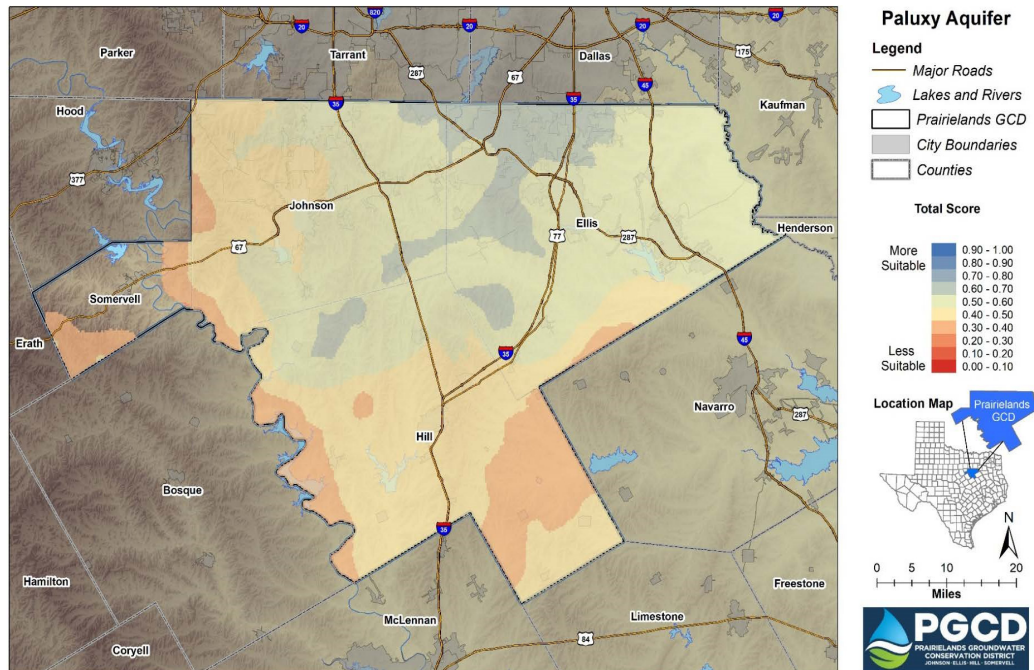 Paluxy Aquifer
Legend
Major Roads
Lakes and Rivers
Prairielands GCD
City Boundaries
Counties
Total Score
More
Suitable
0.90 - 1.00
0.80 - 0.90
0.70 - 0.80
0.60 - 0.70
0.50 - 0.60
0.40 - 0.50
0.30 - 0.40
0.20 - 0.30
0.10 - 0.20
0.00 - 0.10
Less
Suitable
Location Map
Prairielands
GCD
N
0 5 10 20
Miles
PGCD
PRAIRIELANDS GROUNDWATER
CONSERVATION DISTRICT
JOHNSON · ELLIS · HILL · SOMERVELL
Parker
Tarrant
Dallas
Kaufman
Hood
Johnson
Ellis
Henderson
Somervell
Erath
Navarro
Hill
Bosque
Hamilton
Freestone
McLennan
Limestone
Coryell
20
820
20
20
20
287
67
175
45
35
35
377
67
77
287
35
45
287
35
84